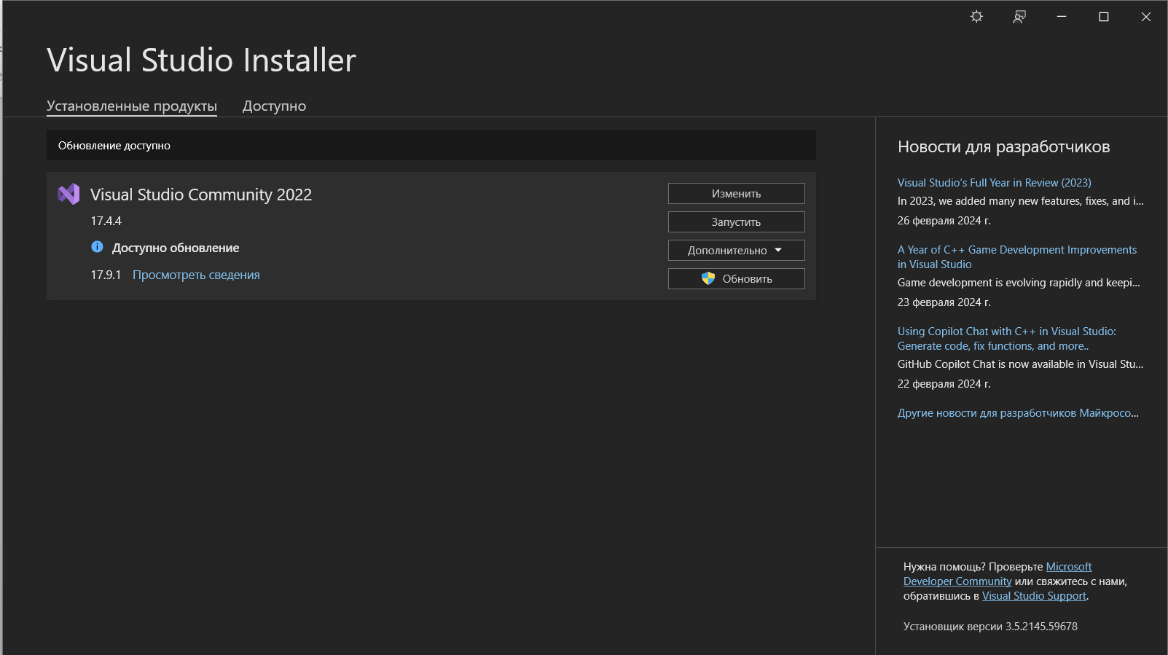 Visual Studio Installer
Установленные продукты
Доступно
Обновление доступно
Visual Studio Community 2022
17.4.4
Доступно обновление
17.9.1 Просмотреть сведения
Изменить
Запустить
Дополнительно
Обновить
Новости для разработчиков
Visual Studio's Full Year in Review (2023)
In 2023, we added many new features, fixes, and i...
26 февраля 2024 г.
A Year of C++ Game Development Improvements
in Visual Studio
Game development is evolving rapidly and keepi...
23 февраля 2024 г.
Using Copilot Chat with C++ in Visual Studio:
Generate code, fix functions, and more..
GitHub Copilot Chat is now available in Visual Stu...
22 февраля 2024 г.
Другие новости для разработчиков Майкросо...
Нужна помощь? Проверьте Microsoft
Developer Community или свяжитесь с нами,
обратившись в Visual Studio Support.
Установщик версии 3.5.2145.59678